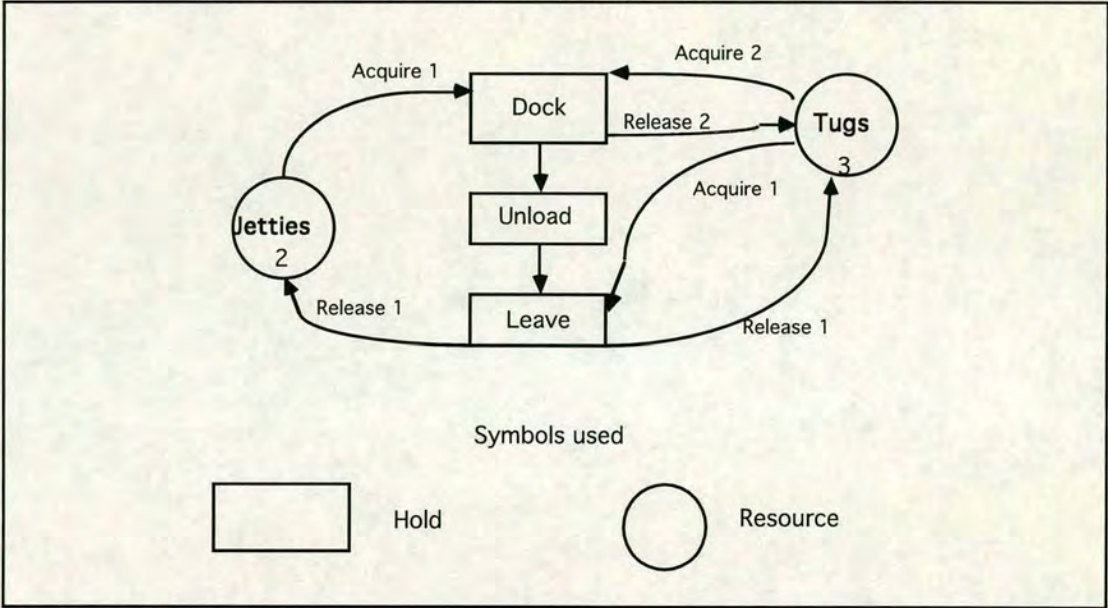 Acquire 1
Acquire 2
Dock
Release 2
Tugs
3
Acquire 1
Unload
Jetties
2
Release 1
Leave
Release 1
Symbols used
Hold
Resource